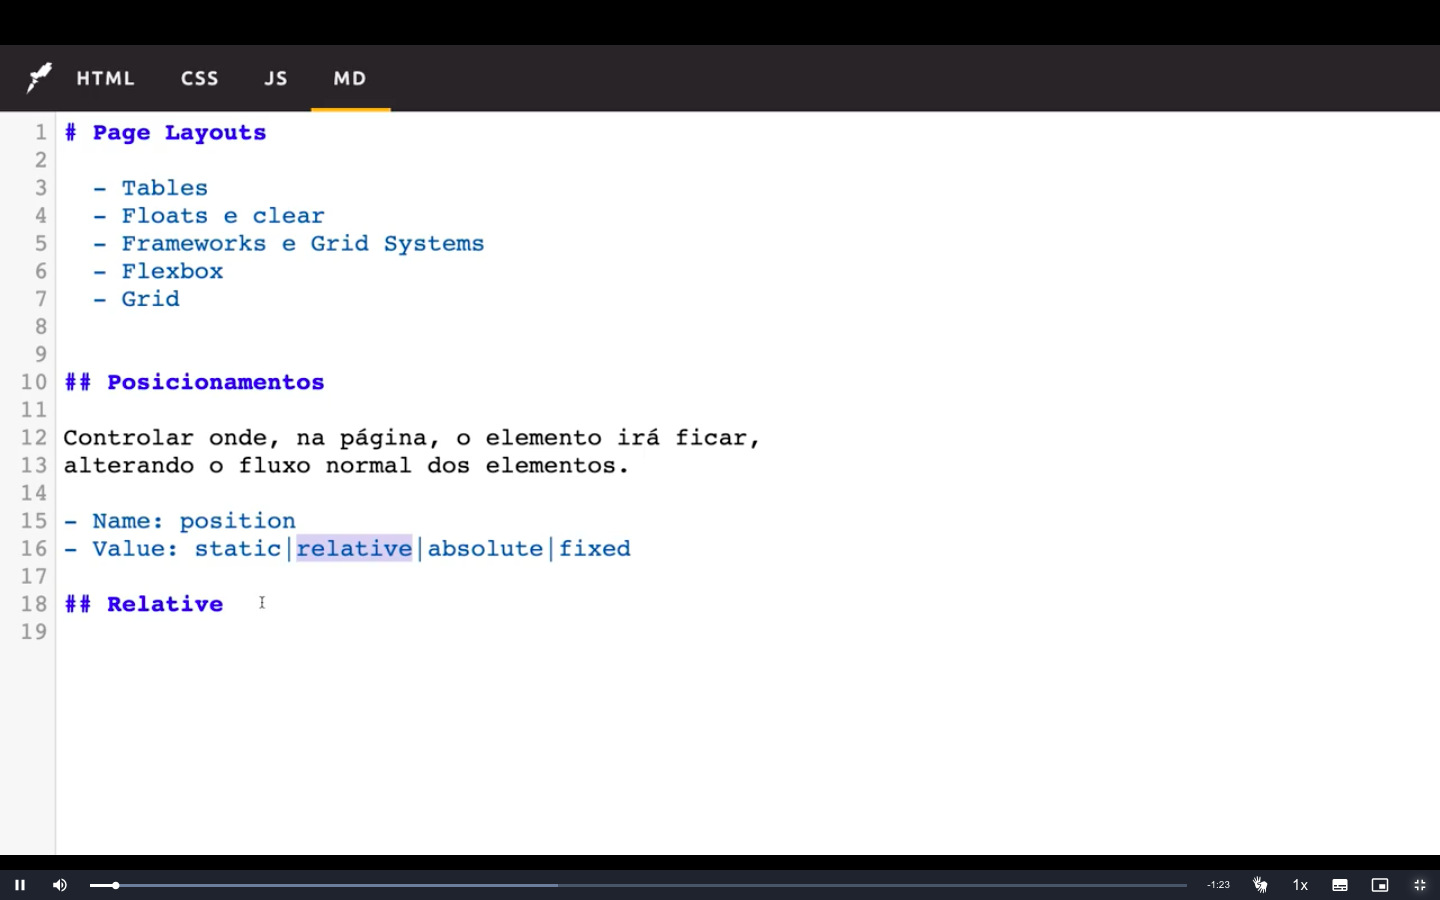 HTML CSS JS MD
1 # Page Layouts
2
3 - Tables
4 - Floats e clear
5 - Frameworks e Grid Systems
6 - Flexbox
7 - Grid
8
9
10 ## Posicionamentos
11
12 Controlar onde, na página, o elemento irá ficar,
13 alterando o fluxo normal dos elementos.
14
15 - Name: position
16 - Value: static|relative|absolute|fixed
17
18 ## Relative
19
-1:23 1x